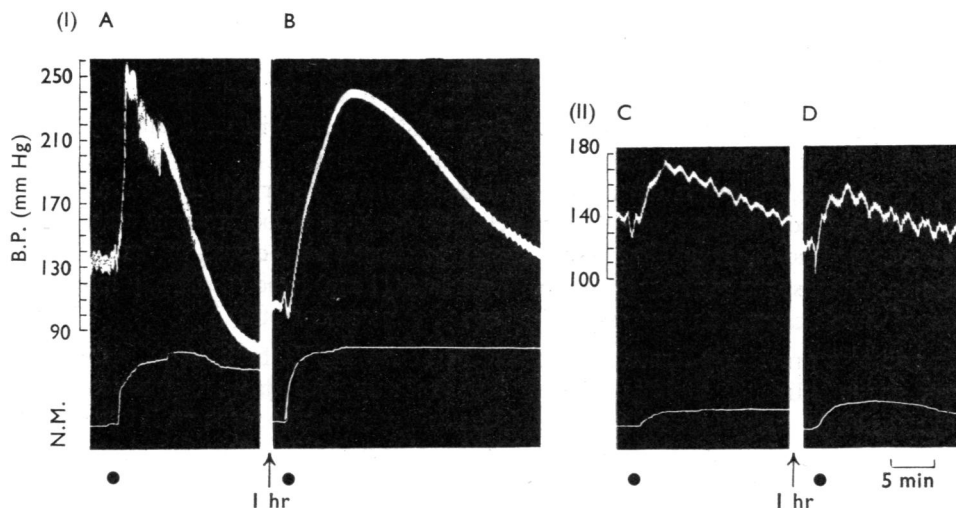 (I) A B
250
210
170
130
90
B.P. (mm Hg)
N.M.
1 hr
(II) C D
180
140
100
1 hr
5 min